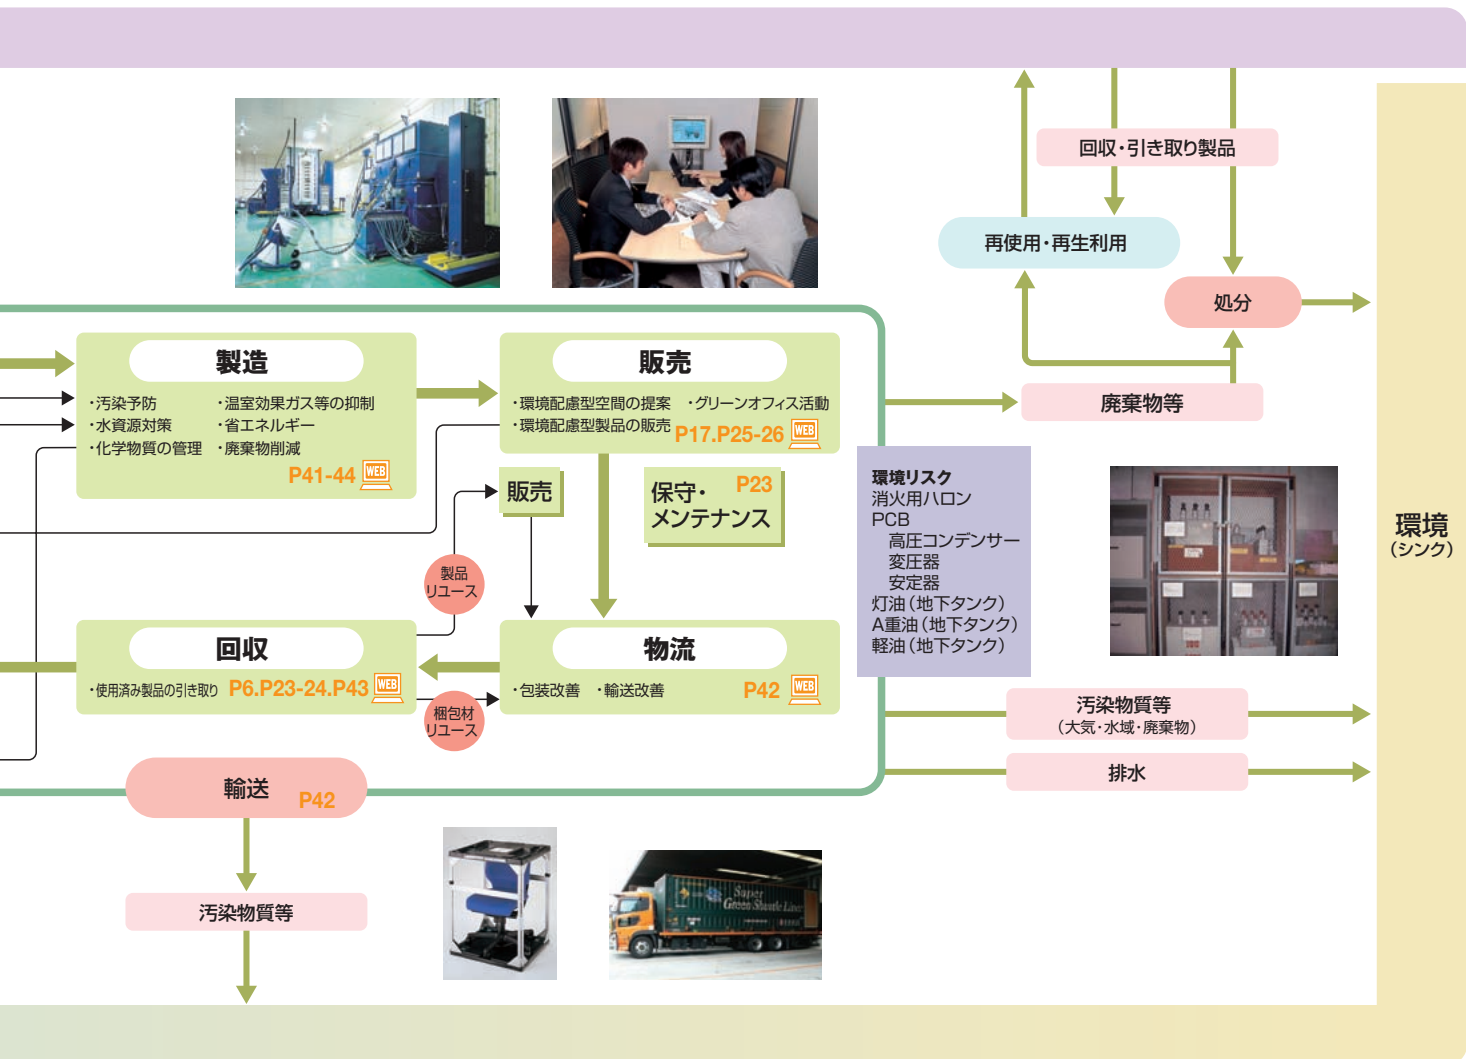 回収・引き取り製品
再使用・再生利用
処分
廃棄物等
製造
・汚染予防　・温室効果ガス等の抑制
・水資源対策　・省エネルギー
・化学物質の管理　・廃棄物削減
P41-44 WEB
販売
・環境配慮型空間の提案　・グリーンオフィス活動
・環境配慮型製品の販売 P17.P25-26 WEB
販売
保守・ P23
メンテナンス
製品
リユース
環境リスク
消火用ハロン
PCB
高圧コンデンサー
変圧器
安定器
灯油（地下タンク）
A重油（地下タンク）
軽油（地下タンク）
環境
（シンク）
回収
・使用済み製品の引き取り P6.P23-24.P43 WEB
梱包材
リユース
物流
・包装改善　・輸送改善 P42 WEB
汚染物質等
（大気・水域・廃棄物）
排水
輸送 P42
汚染物質等
Super
Green Shuttle Liner